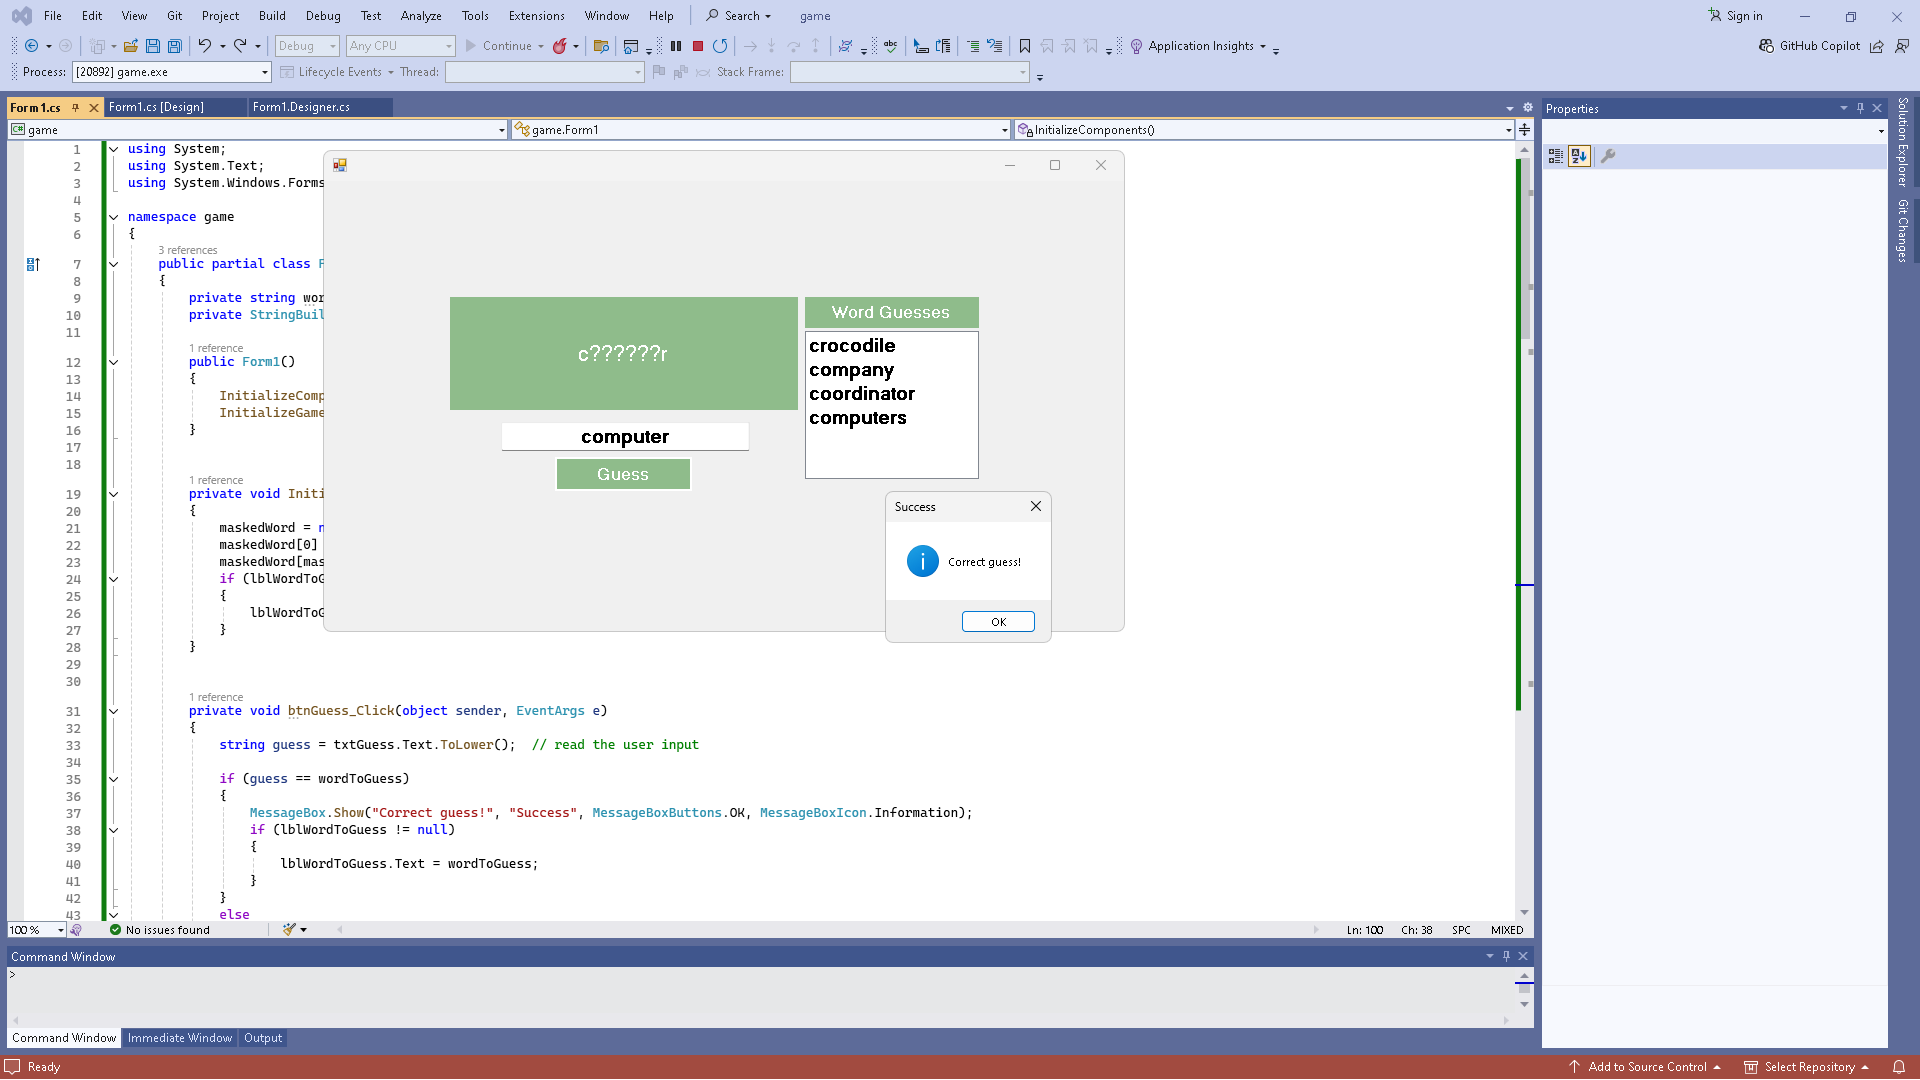 File Edit View Git Project Build Debug Test Analyze Tools Extensions Window Help Search game Sign in
Debug Any CPU Continue abc Application Insights GitHub Copilot
Process: [20892] game.exe Lifecycle Events Thread: Stack Frame:
Form1.cs Form1.cs [Design] Form1.Designer.cs
game game.Form1 InitializeComponents()
1 using System;
2 using System.Text;
3 using System.Windows.Forms
4
5 namespace game
6 {
3 references
7 public partial class F
8 {
9 private string wor
10 private StringBuil
11
1 reference
12 public Form1()
13 {
14 InitializeComp
15 InitializeGame
16 }
17
18
1 reference
19 private void Initi
20 {
21 maskedWord = n
22 maskedWord[0]
23 maskedWord[mas
24 if (lblWordToG
25 {
26 lblWordToG
27 }
28 }
29
30
1 reference
31 private void btnGuess_Click(object sender, EventArgs e)
32 {
33 string guess = txtGuess.Text.ToLower(); // read the user input
34
35 if (guess == wordToGuess)
36 {
37 MessageBox.Show("Correct guess!", "Success", MessageBoxButtons.OK, MessageBoxIcon.Information);
38 if (lblWordToGuess != null)
39 {
40 lblWordToGuess.Text = wordToGuess;
41 }
42 }
43 else
c??????r
computer
Guess
Word Guesses
crocodile
company
coordinator
computers
Success
Correct guess!
OK
100 % No issues found Ln: 100 Ch: 38 SPC MIXED
Command Window
>
Command Window Immediate Window Output
Properties
Solution Explorer
Git Changes
Ready Add to Source Control Select Repository